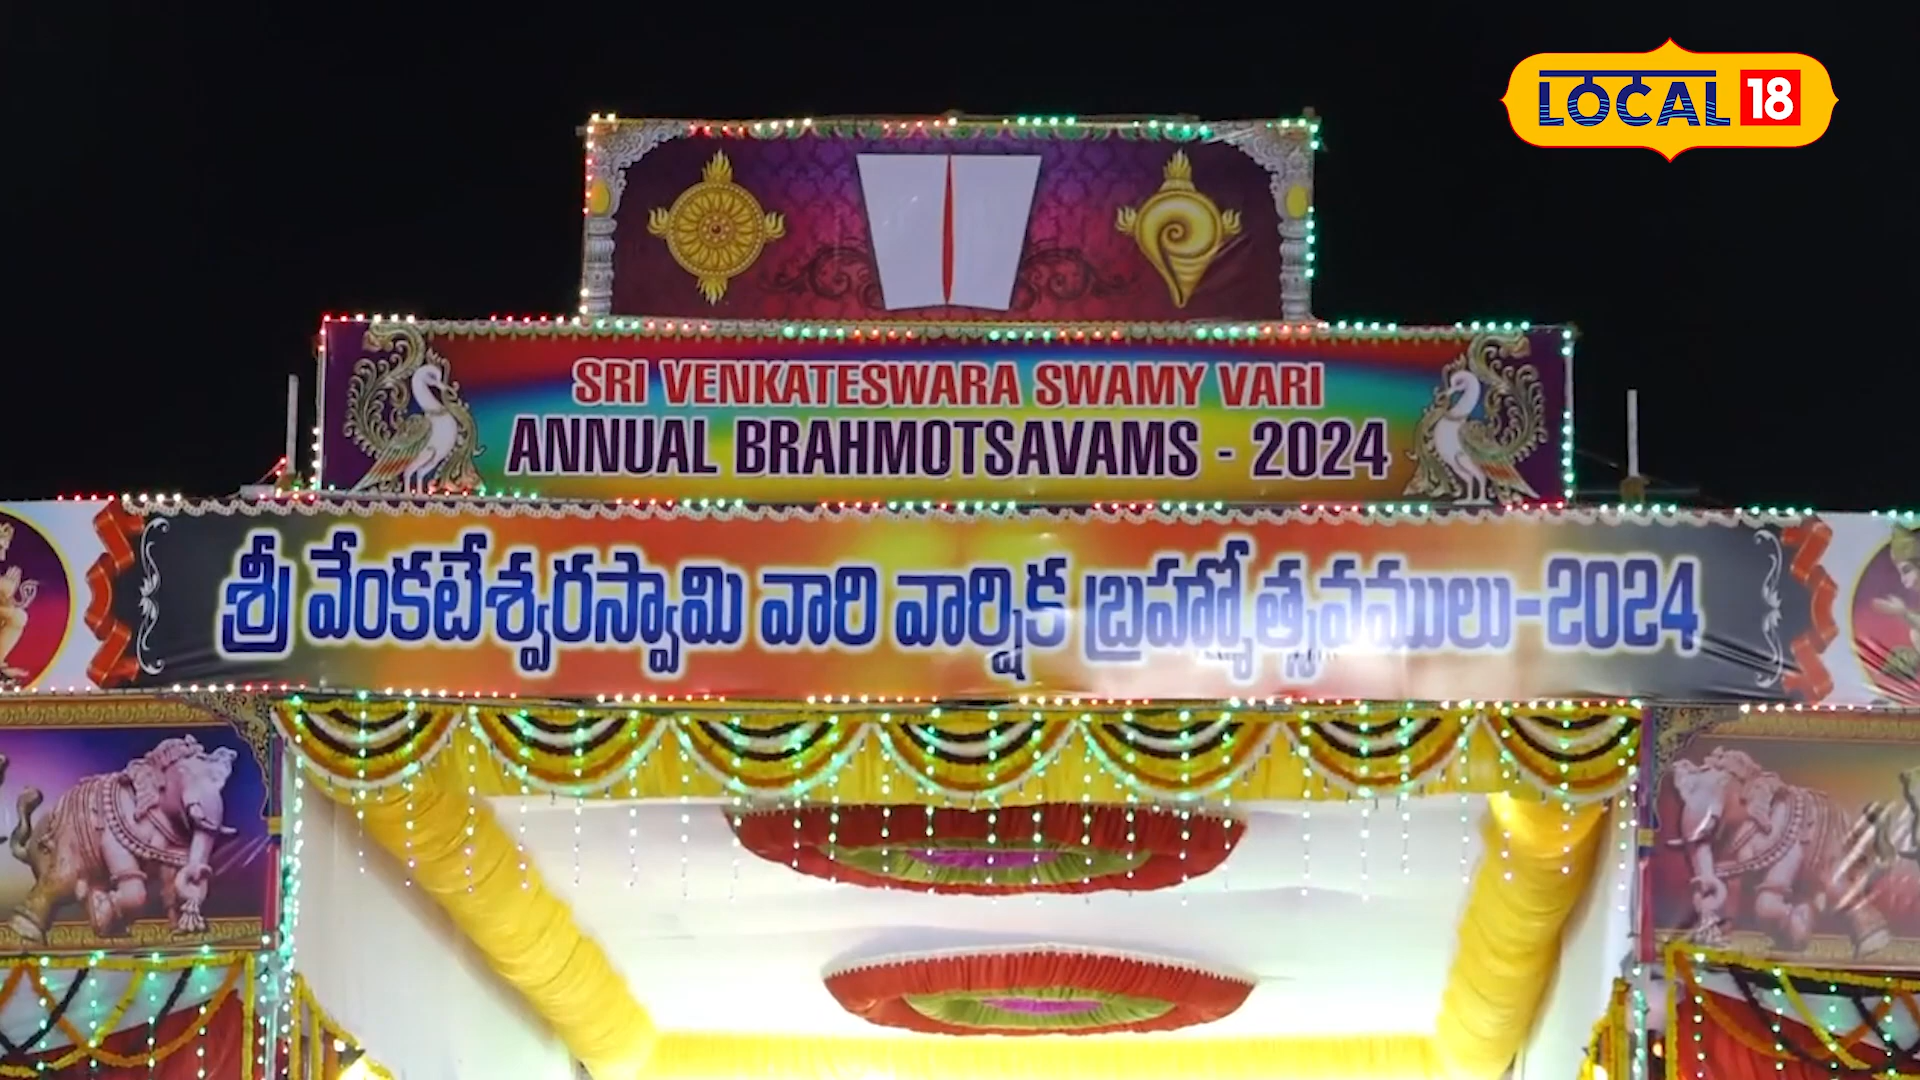 LOCAL 18
SRI VENKATESWARA SWAMY VARI
ANNUAL BRAHMOTSAVAMS - 2024
శ్రీ వేంకటేశ్వరస్వామి వారి వార్షిక బ్రహ్మోత్సవములు-2024